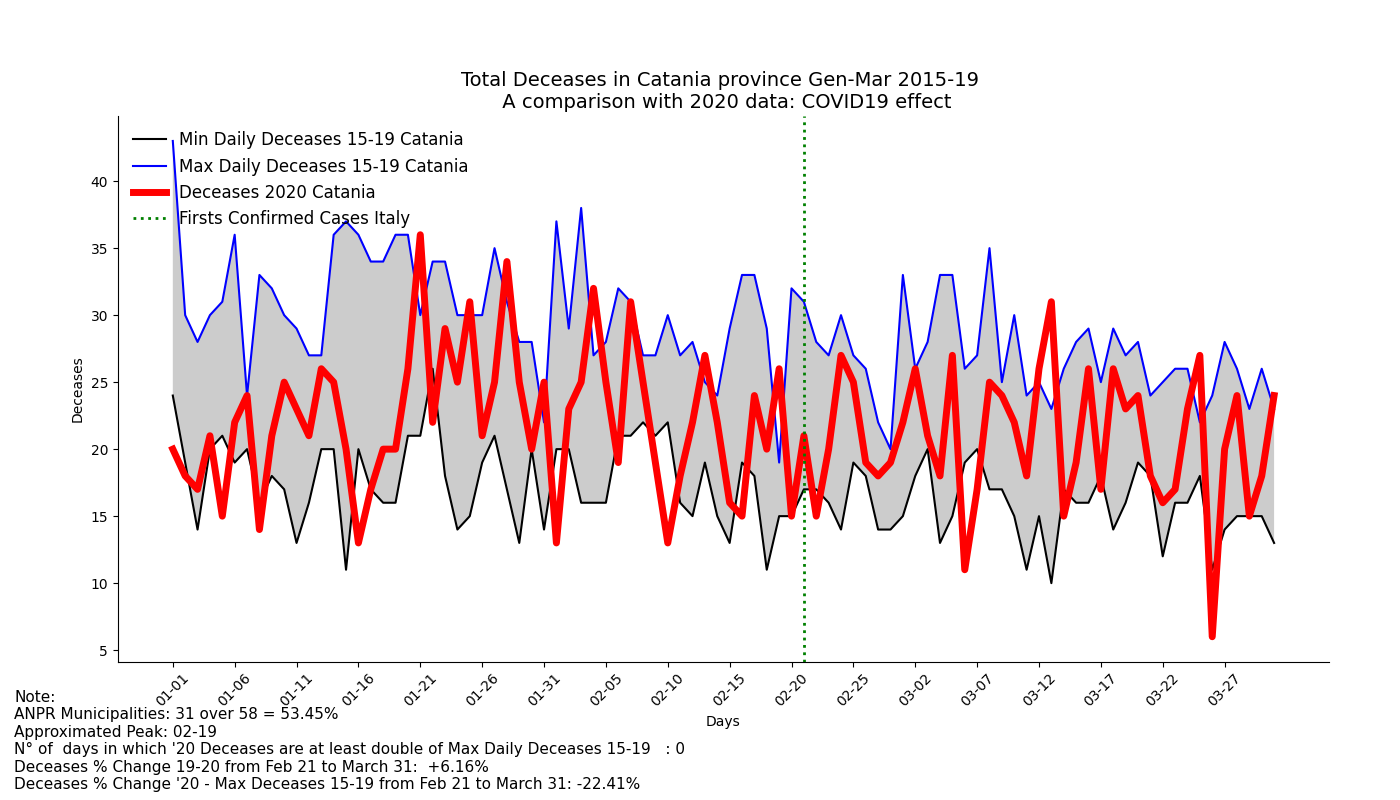 Total Deceases in Catania province Gen-Mar 2015-19
A comparison with 2020 data: COVID19 effect
Min Daily Deceases 15-19 Catania
Max Daily Deceases 15-19 Catania
Deceases 2020 Catania
Firsts Confirmed Cases Italy
Deceases
40
35
30
25
20
15
10
5
01-01
01-06
01-11
01-16
01-21
01-26
01-31
02-05
02-10
02-15
02-20
02-25
03-02
03-07
03-12
03-17
03-22
03-27
Days
Note:
ANPR Municipalities: 31 over 58 = 53.45%
Approximated Peak: 02-19
N° of  days in which '20 Deceases are at least double of Max Daily Deceases 15-19   : 0
Deceases % Change 19-20 from Feb 21 to March 31:  +6.16%
Deceases % Change '20 - Max Deceases 15-19 from Feb 21 to March 31: -22.41%